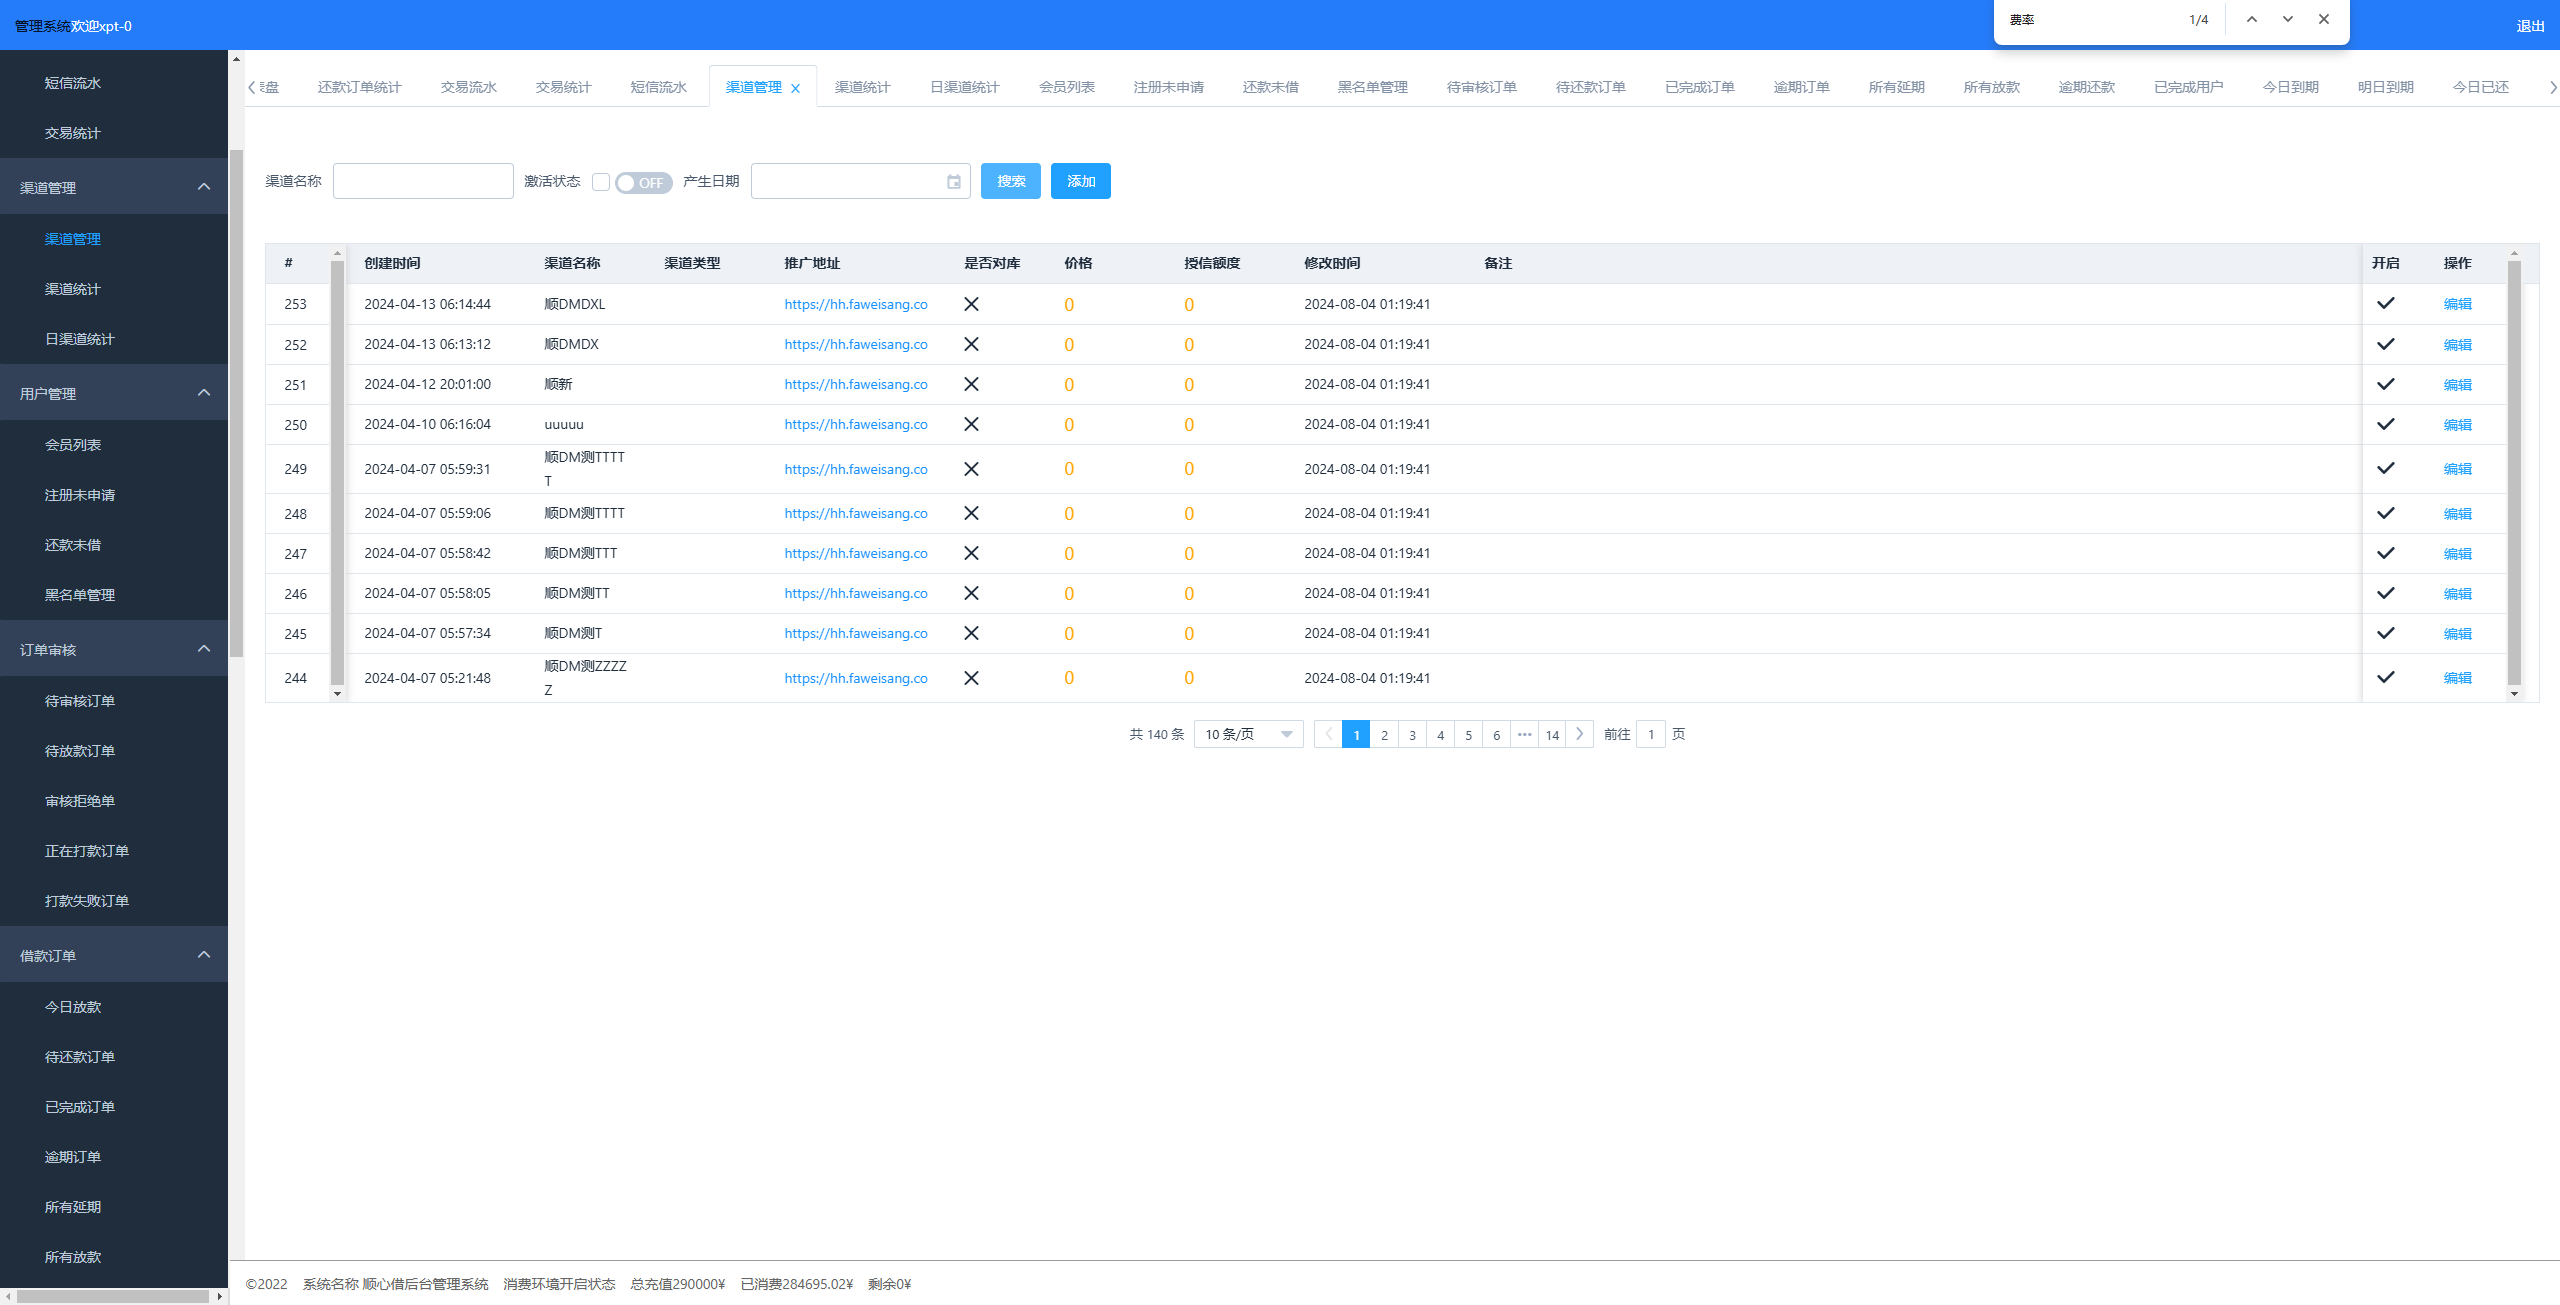 管理系统欢迎xpt-0
费率 1/4
退出
短信流水
交易统计
渠道管理
渠道管理
渠道统计
日渠道统计
用户管理
会员列表
注册未申请
还款未借
黑名单管理
订单审核
待审核订单
待放款订单
审核拒绝单
正在打款订单
打款失败订单
借款订单
今日放款
待还款订单
已完成订单
逾期订单
所有延期
所有放款
盘 还款订单统计 交易流水 交易统计 短信流水 渠道管理 渠道统计 日渠道统计 会员列表 注册未申请 还款未借 黑名单管理 待审核订单 待还款订单 已完成订单 逾期订单 所有延期 所有放款 逾期还款 已完成用户 今日到期 明日到期 今日已还
渠道名称 激活状态 OFF 产生日期 搜索 添加
# 创建时间 渠道名称 渠道类型 推广地址 是否对库 价格 授信额度 修改时间 备注 开启 操作
253 2024-04-13 06:14:44 顺DMDXL https://hh.faweisang.co 0 0 2024-08-04 01:19:41 编辑
252 2024-04-13 06:13:12 顺DMDX https://hh.faweisang.co 0 0 2024-08-04 01:19:41 编辑
251 2024-04-12 20:01:00 顺新 https://hh.faweisang.co 0 0 2024-08-04 01:19:41 编辑
250 2024-04-10 06:16:04 uuuuu https://hh.faweisang.co 0 0 2024-08-04 01:19:41 编辑
249 2024-04-07 05:59:31 顺DM测TTTT
T https://hh.faweisang.co 0 0 2024-08-04 01:19:41 编辑
248 2024-04-07 05:59:06 顺DM测TTTT https://hh.faweisang.co 0 0 2024-08-04 01:19:41 编辑
247 2024-04-07 05:58:42 顺DM测TTT https://hh.faweisang.co 0 0 2024-08-04 01:19:41 编辑
246 2024-04-07 05:58:05 顺DM测TT https://hh.faweisang.co 0 0 2024-08-04 01:19:41 编辑
245 2024-04-07 05:57:34 顺DM测T https://hh.faweisang.co 0 0 2024-08-04 01:19:41 编辑
244 2024-04-07 05:21:48 顺DM测ZZZZ
Z https://hh.faweisang.co 0 0 2024-08-04 01:19:41 编辑
共 140 条 10 条/页 1 2 3 4 5 6 ••• 14 前往 1 页
©2022 系统名称 顺心借后台管理系统 消费环境开启状态 总充值290000¥ 已消费284695.02¥ 剩余0¥